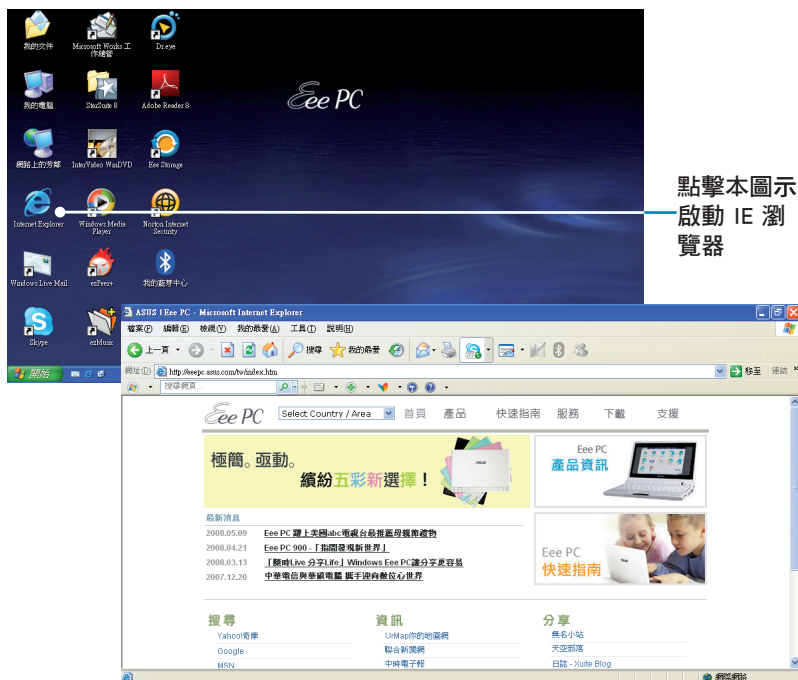 我的文件
Microsoft Works 工
作總管
Dr.eye
我的電腦
StarSuite 8
Adobe Reader 8
Eee PC
網路上的芳鄰
InterVideo WinDVD
Eee Storage
Internet Explorer
Windows Media
Player
Norton Internet
Security
點擊本圖示
啟動 IE 瀏
覽器
Windows Live Mail
ezPeer+
我的藍芽中心
Skype
ezMusic
開始
ASUS | Eee PC - Microsoft Internet Explorer
檔案(F) 編輯(E) 檢視(V) 我的最愛(A) 工具(T) 說明(H)
上一頁 搜尋 我的最愛
網址(D) http://eeepc.asus.com/tw/index.htm 移至 連結 »
搜尋網頁...
Eee PC Select Country / Area 首頁 產品 快速指南 服務 下載 支援
極簡。亟動。
繽紛五彩新選擇！
Eee PC
產品資訊
最新消息
2008.05.09 Eee PC 躍上美國abc電視台最推薦母親節禮物
2008.04.21 Eee PC 900 -「指間發現新世界」
2008.03.13 「隨時Live 分享Life」Windows Eee PC讓分享更容易
2007.12.20 中華電信與華碩電腦 攜手迎向數位心世界
Eee PC
快速指南
搜尋 資訊 分享
Yahoo!奇摩 UrMap你的地圖網 無名小站
Google 聯合新聞網 天空部落
MSN 中時電子報 日誌 - Xuite Blog
網際網路